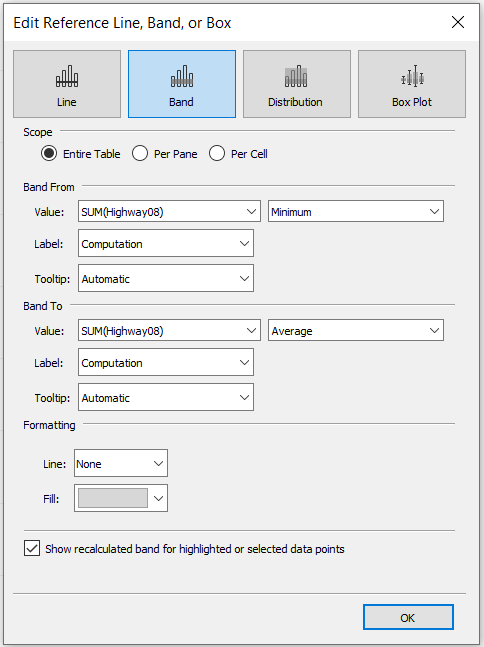 Edit Reference Line, Band, or Box
Line Band Distribution Box Plot
Scope
Entire Table Per Pane Per Cell
Band From
Value: SUM(Highway08) Minimum
Label: Computation
Tooltip: Automatic
Band To
Value: SUM(Highway08) Average
Label: Computation
Tooltip: Automatic
Formatting
Line: None
Fill:
Show recalculated band for highlighted or selected data points
OK